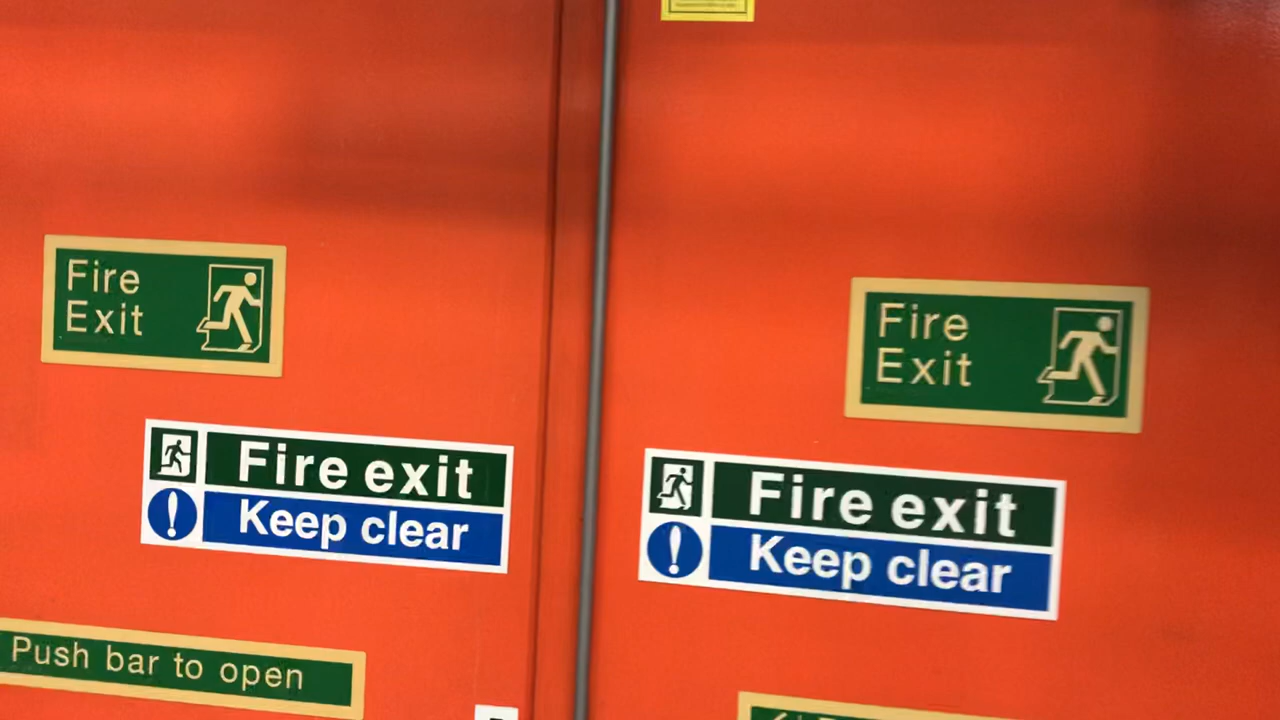 Fire
Exit
Fire
Exit
Fire exit
Keep clear
Fire exit
Keep clear
Push bar to open